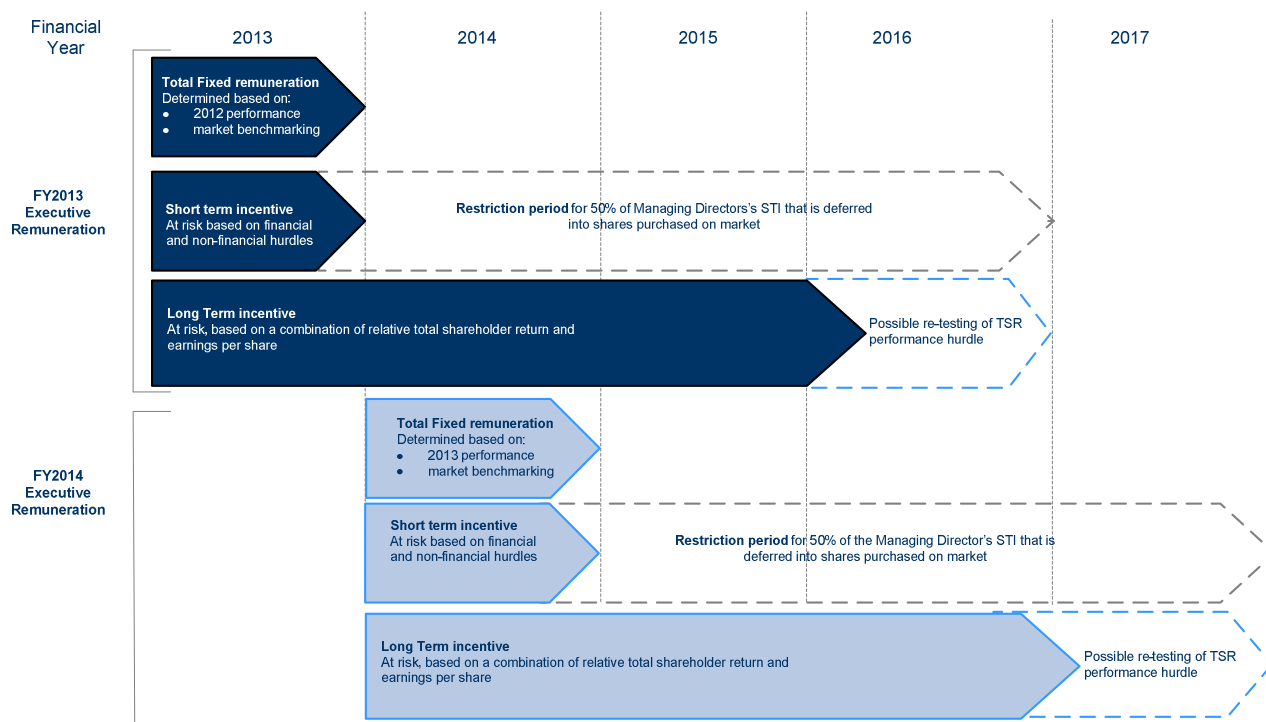 Financial
Year
2013
2014
2015
2016
2017
FY2013
Executive
Remuneration
Total Fixed remuneration
Determined based on:
● 2012 performance
● market benchmarking
Short term incentive
At risk based on financial
and non-financial hurdles
Restriction period for 50% of Managing Directors's STI that is deferred
into shares purchased on market
Long Term incentive
At risk, based on a combination of relative total shareholder return and
earnings per share
Possible re-testing of TSR
performance hurdle
FY2014
Executive
Remuneration
Total Fixed remuneration
Determined based on:
● 2013 performance
● market benchmarking
Short term incentive
At risk based on financial
and non-financial hurdles
Restriction period for 50% of the Managing Director's STI that is
deferred into shares purchased on market
Long Term incentive
At risk, based on a combination of relative total shareholder return and
earnings per share
Possible re-testing of TSR
performance hurdle